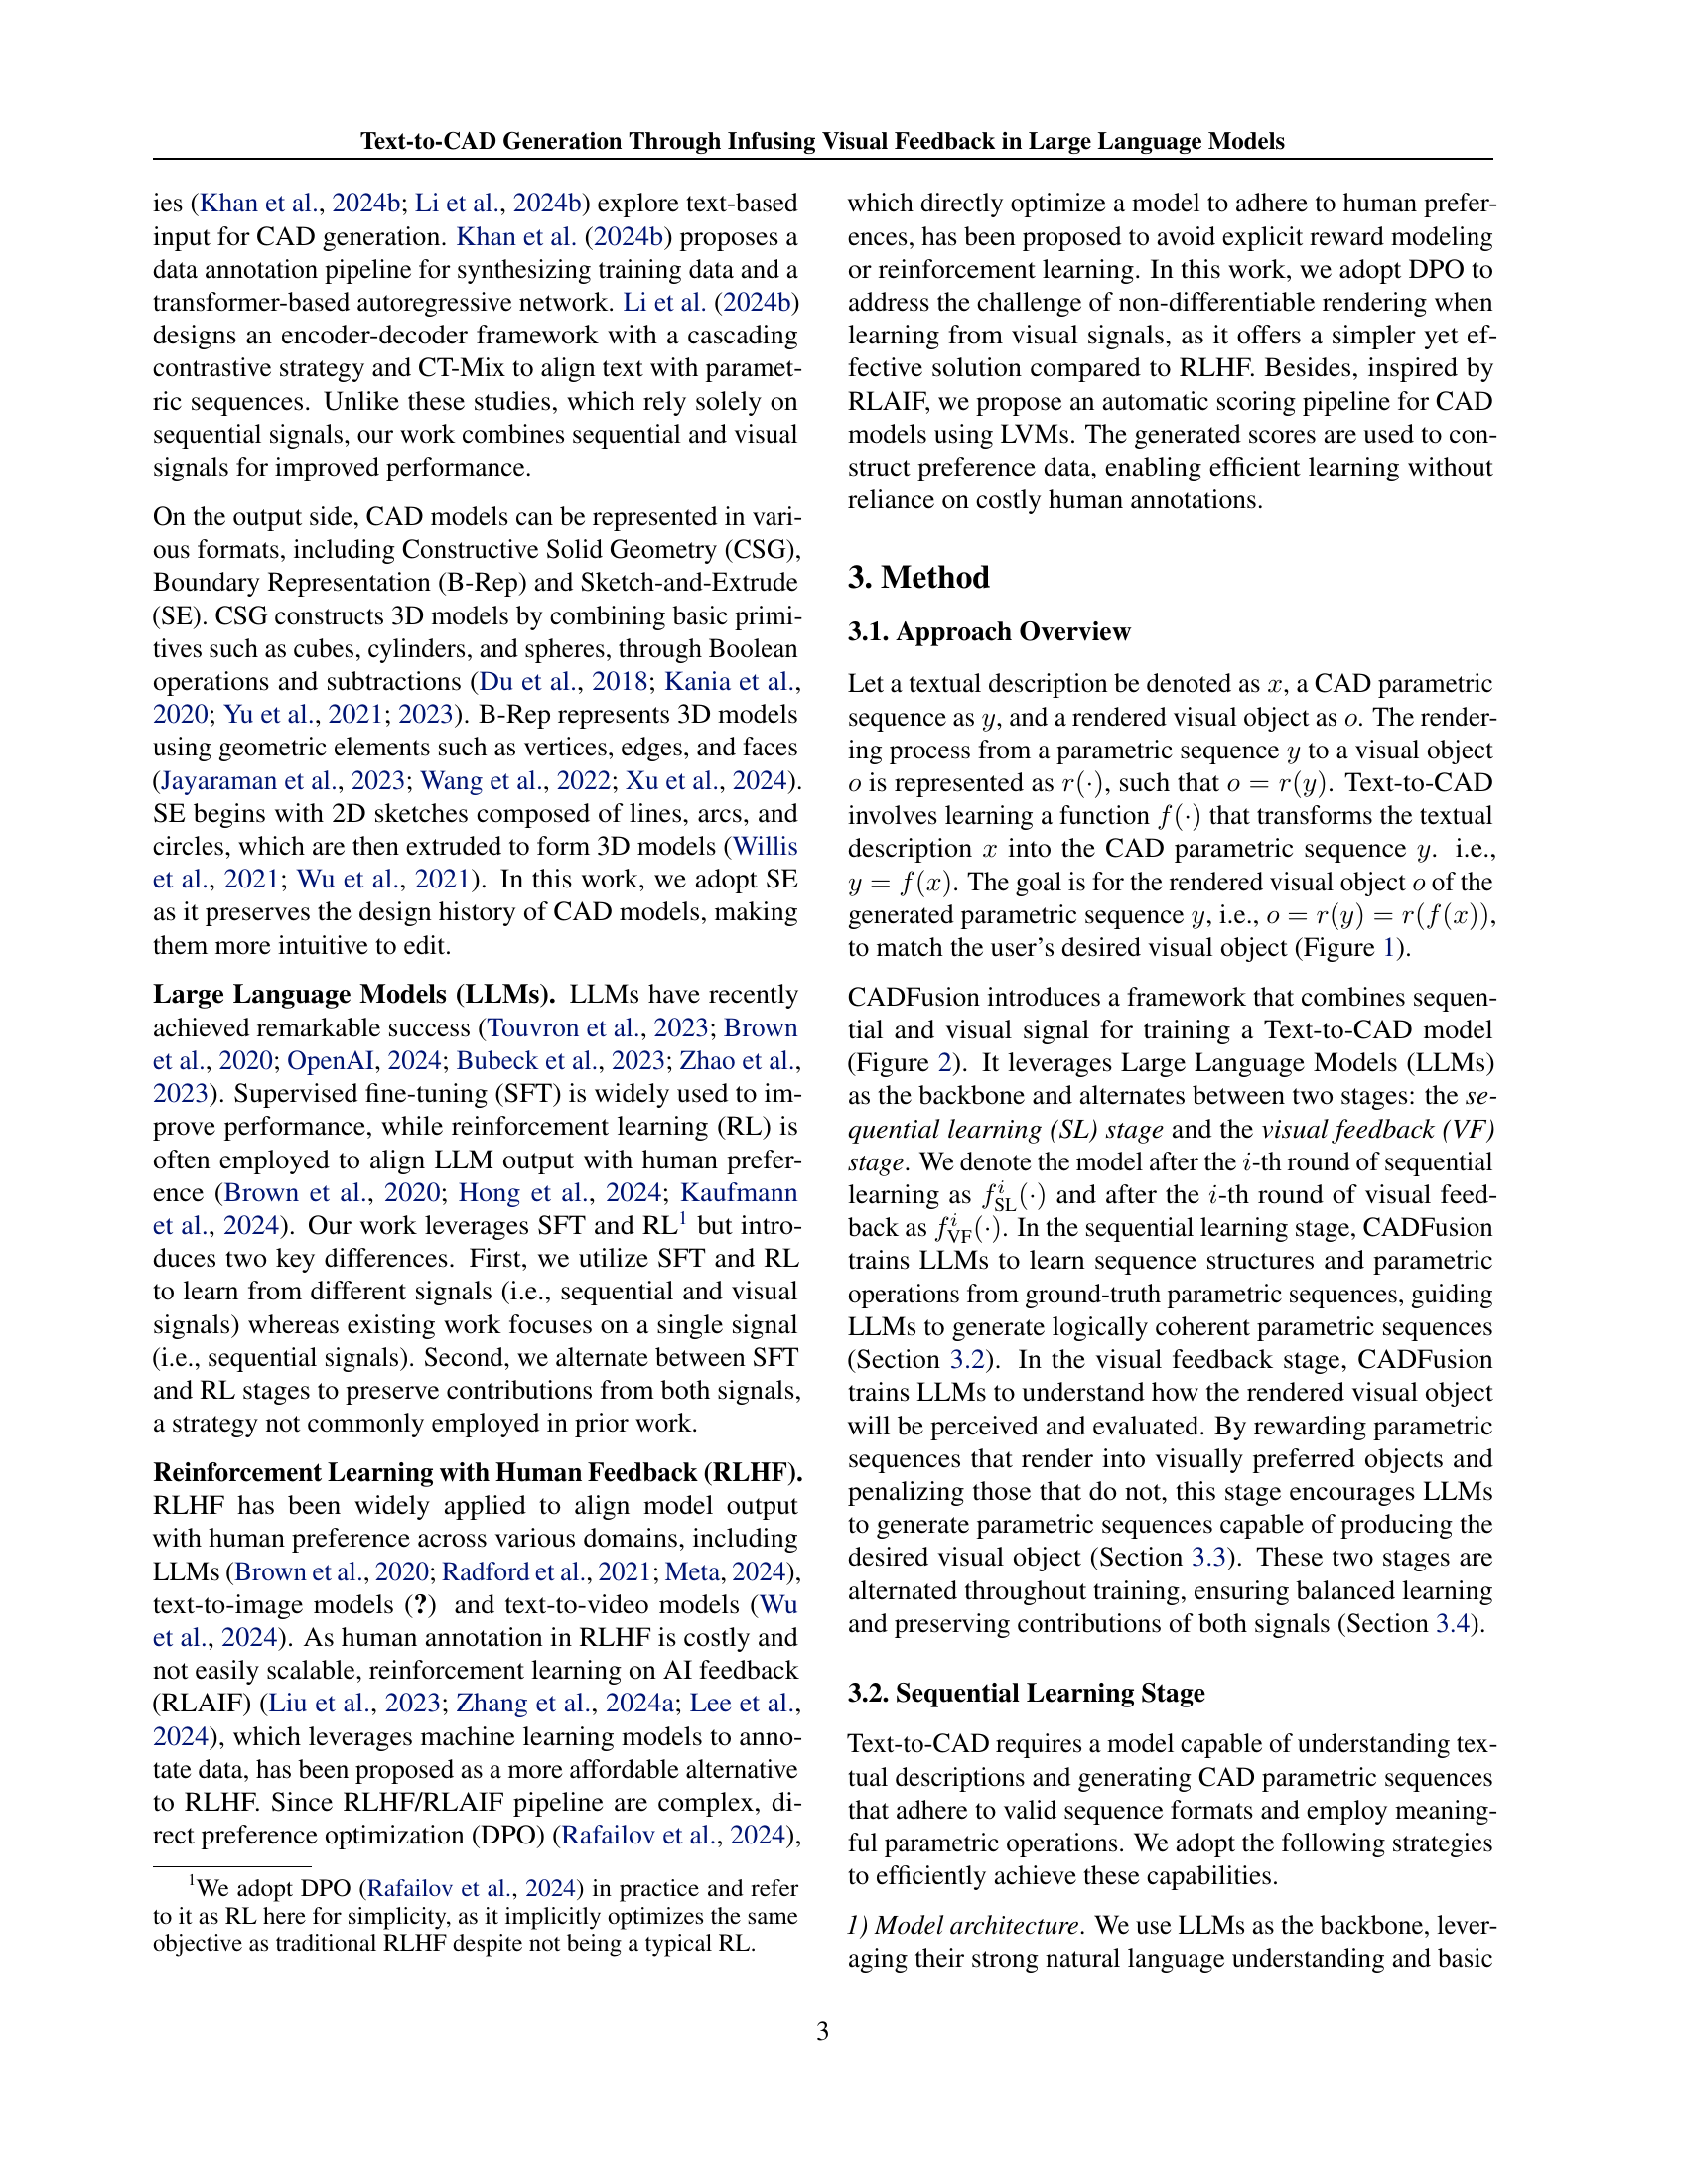 Text-to-CAD Generation Through Infusing Visual Feedback in Large Language Models
ies (Khan et al., 2024b; Li et al., 2024b) explore text-based
input for CAD generation. Khan et al. (2024b) proposes a
data annotation pipeline for synthesizing training data and a
transformer-based autoregressive network. Li et al. (2024b)
designs an encoder-decoder framework with a cascading
contrastive strategy and CT-Mix to align text with paramet-
ric sequences. Unlike these studies, which rely solely on
sequential signals, our work combines sequential and visual
signals for improved performance.
On the output side, CAD models can be represented in vari-
ous formats, including Constructive Solid Geometry (CSG),
Boundary Representation (B-Rep) and Sketch-and-Extrude
(SE). CSG constructs 3D models by combining basic primi-
tives such as cubes, cylinders, and spheres, through Boolean
operations and subtractions (Du et al., 2018; Kania et al.,
2020; Yu et al., 2021; 2023). B-Rep represents 3D models
using geometric elements such as vertices, edges, and faces
(Jayaraman et al., 2023; Wang et al., 2022; Xu et al., 2024).
SE begins with 2D sketches composed of lines, arcs, and
circles, which are then extruded to form 3D models (Willis
et al., 2021; Wu et al., 2021). In this work, we adopt SE
as it preserves the design history of CAD models, making
them more intuitive to edit.
Large Language Models (LLMs). LLMs have recently
achieved remarkable success (Touvron et al., 2023; Brown
et al., 2020; OpenAI, 2024; Bubeck et al., 2023; Zhao et al.,
2023). Supervised fine-tuning (SFT) is widely used to im-
prove performance, while reinforcement learning (RL) is
often employed to align LLM output with human prefer-
ence (Brown et al., 2020; Hong et al., 2024; Kaufmann
et al., 2024). Our work leverages SFT and RL¹ but intro-
duces two key differences. First, we utilize SFT and RL
to learn from different signals (i.e., sequential and visual
signals) whereas existing work focuses on a single signal
(i.e., sequential signals). Second, we alternate between SFT
and RL stages to preserve contributions from both signals,
a strategy not commonly employed in prior work.
Reinforcement Learning with Human Feedback (RLHF).
RLHF has been widely applied to align model output
with human preference across various domains, including
LLMs (Brown et al., 2020; Radford et al., 2021; Meta, 2024),
text-to-image models (?) and text-to-video models (Wu
et al., 2024). As human annotation in RLHF is costly and
not easily scalable, reinforcement learning on AI feedback
(RLAIF) (Liu et al., 2023; Zhang et al., 2024a; Lee et al.,
2024), which leverages machine learning models to anno-
tate data, has been proposed as a more affordable alternative
to RLHF. Since RLHF/RLAIF pipeline are complex, di-
rect preference optimization (DPO) (Rafailov et al., 2024),
¹We adopt DPO (Rafailov et al., 2024) in practice and refer
to it as RL here for simplicity, as it implicitly optimizes the same
objective as traditional RLHF despite not being a typical RL.
which directly optimize a model to adhere to human prefer-
ences, has been proposed to avoid explicit reward modeling
or reinforcement learning. In this work, we adopt DPO to
address the challenge of non-differentiable rendering when
learning from visual signals, as it offers a simpler yet ef-
fective solution compared to RLHF. Besides, inspired by
RLAIF, we propose an automatic scoring pipeline for CAD
models using LVMs. The generated scores are used to con-
struct preference data, enabling efficient learning without
reliance on costly human annotations.
3. Method
3.1. Approach Overview
Let a textual description be denoted as x, a CAD parametric
sequence as y, and a rendered visual object as o. The render-
ing process from a parametric sequence y to a visual object
o is represented as r(·), such that o = r(y). Text-to-CAD
involves learning a function f(·) that transforms the textual
description x into the CAD parametric sequence y. i.e.,
y = f(x). The goal is for the rendered visual object o of the
generated parametric sequence y, i.e., o = r(y) = r(f(x)),
to match the user's desired visual object (Figure 1).
CADFusion introduces a framework that combines sequen-
tial and visual signal for training a Text-to-CAD model
(Figure 2). It leverages Large Language Models (LLMs)
as the backbone and alternates between two stages: the se-
quential learning (SL) stage and the visual feedback (VF)
stage. We denote the model after the i-th round of sequential
learning as f^i_SL(·) and after the i-th round of visual feed-
back as f^i_VF(·). In the sequential learning stage, CADFusion
trains LLMs to learn sequence structures and parametric
operations from ground-truth parametric sequences, guiding
LLMs to generate logically coherent parametric sequences
(Section 3.2). In the visual feedback stage, CADFusion
trains LLMs to understand how the rendered visual object
will be perceived and evaluated. By rewarding parametric
sequences that render into visually preferred objects and
penalizing those that do not, this stage encourages LLMs
to generate parametric sequences capable of producing the
desired visual object (Section 3.3). These two stages are
alternated throughout training, ensuring balanced learning
and preserving contributions of both signals (Section 3.4).
3.2. Sequential Learning Stage
Text-to-CAD requires a model capable of understanding tex-
tual descriptions and generating CAD parametric sequences
that adhere to valid sequence formats and employ meaning-
ful parametric operations. We adopt the following strategies
to efficiently achieve these capabilities.
1) Model architecture. We use LLMs as the backbone, lever-
aging their strong natural language understanding and basic
3